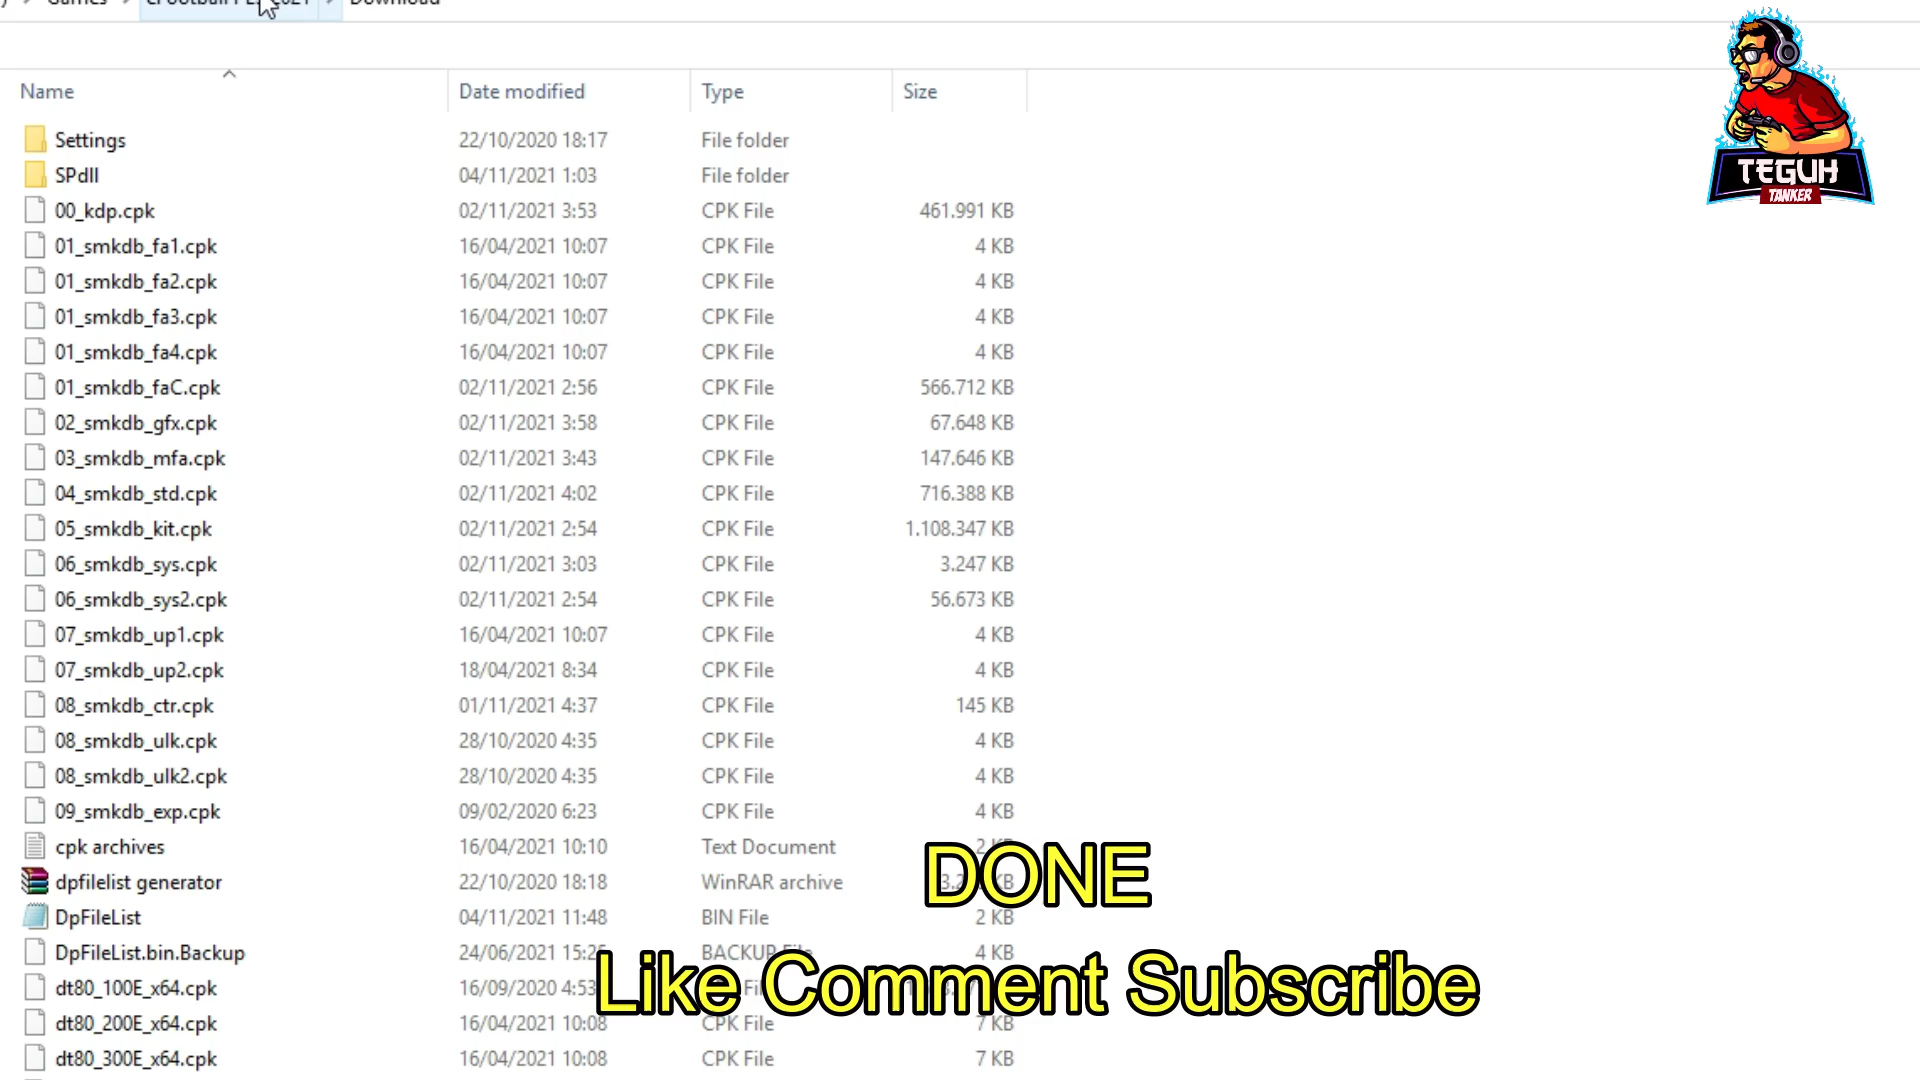 Games
eFootball PES 2021
Download
Name Date modified Type Size
Settings 22/10/2020 18:17 File folder
SPdll 04/11/2021 1:03 File folder
00_kdp.cpk 02/11/2021 3:53 CPK File 461.991 KB
01_smkdb_fa1.cpk 16/04/2021 10:07 CPK File 4 KB
01_smkdb_fa2.cpk 16/04/2021 10:07 CPK File 4 KB
01_smkdb_fa3.cpk 16/04/2021 10:07 CPK File 4 KB
01_smkdb_fa4.cpk 16/04/2021 10:07 CPK File 4 KB
01_smkdb_faC.cpk 02/11/2021 2:56 CPK File 566.712 KB
02_smkdb_gfx.cpk 02/11/2021 3:58 CPK File 67.648 KB
03_smkdb_mfa.cpk 02/11/2021 3:43 CPK File 147.646 KB
04_smkdb_std.cpk 02/11/2021 4:02 CPK File 716.388 KB
05_smkdb_kit.cpk 02/11/2021 2:54 CPK File 1.108.347 KB
06_smkdb_sys.cpk 02/11/2021 3:03 CPK File 3.247 KB
06_smkdb_sys2.cpk 02/11/2021 2:54 CPK File 56.673 KB
07_smkdb_up1.cpk 16/04/2021 10:07 CPK File 4 KB
07_smkdb_up2.cpk 18/04/2021 8:34 CPK File 4 KB
08_smkdb_ctr.cpk 01/11/2021 4:37 CPK File 145 KB
08_smkdb_ulk.cpk 28/10/2020 4:35 CPK File 4 KB
08_smkdb_ulk2.cpk 28/10/2020 4:35 CPK File 4 KB
09_smkdb_exp.cpk 09/02/2020 6:23 CPK File 4 KB
cpk archives 16/04/2021 10:10 Text Document 2 KB
dpfilelist generator 22/10/2020 18:18 WinRAR archive
DpFileList 04/11/2021 11:48 BIN File 2 KB
DpFileList.bin.Backup 24/06/2021 BACKUP File 4 KB
dt80_100E_x64.cpk 16/09/2020 4:53
dt80_200E_x64.cpk 16/04/2021 10:08 CPK File 7 KB
dt80_300E_x64.cpk 16/04/2021 10:08 CPK File 7 KB
DONE
Like Comment Subscribe
TEGUH
TANKER